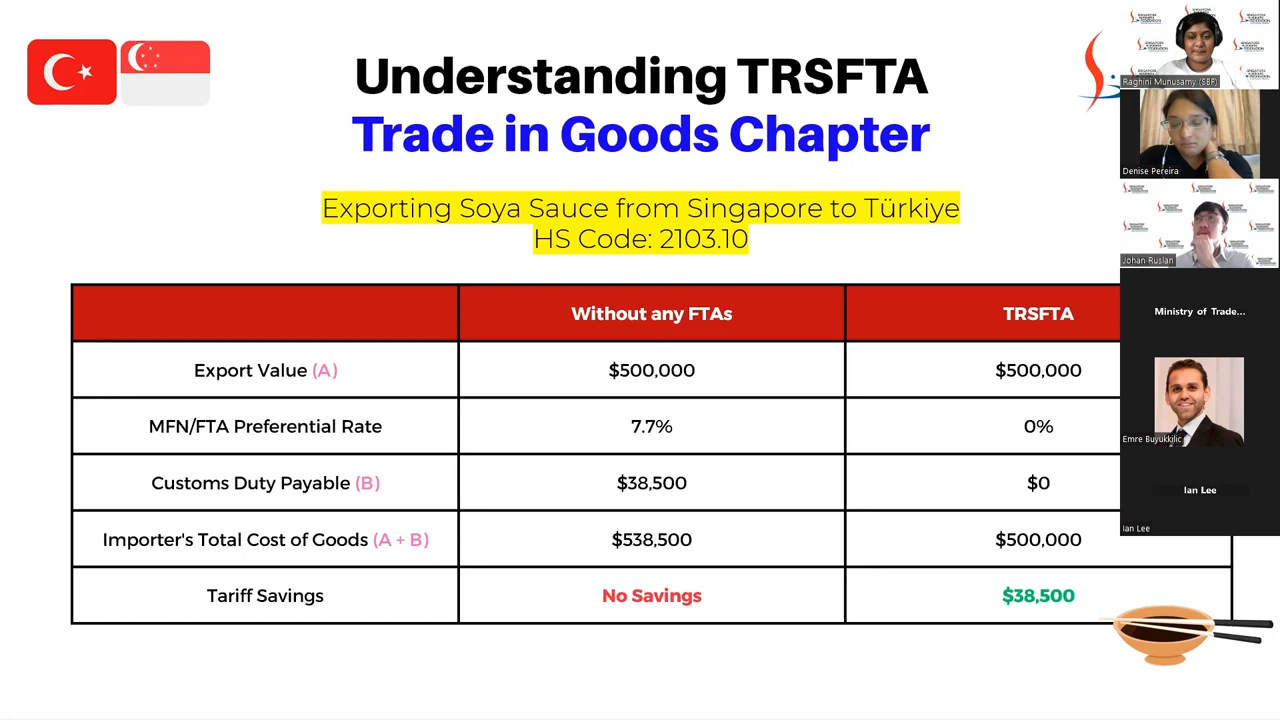 Understanding TRSFTA
Trade in Goods Chapter
Exporting Soya Sauce from Singapore to Türkiye
HS Code: 2103.10
Without any FTAs
TRSFTA
Export Value (A)
$500,000
$500,000
MFN/FTA Preferential Rate
7.7%
0%
Customs Duty Payable (B)
$38,500
$0
Importer's Total Cost of Goods (A + B)
$538,500
$500,000
Tariff Savings
No Savings
$38,500
Raghini Munusamy (SBF)
Denise Pereira
Johan Ruslan
Ministry of Trade...
Emre Buyukkilic
Ian Lee
Ian Lee